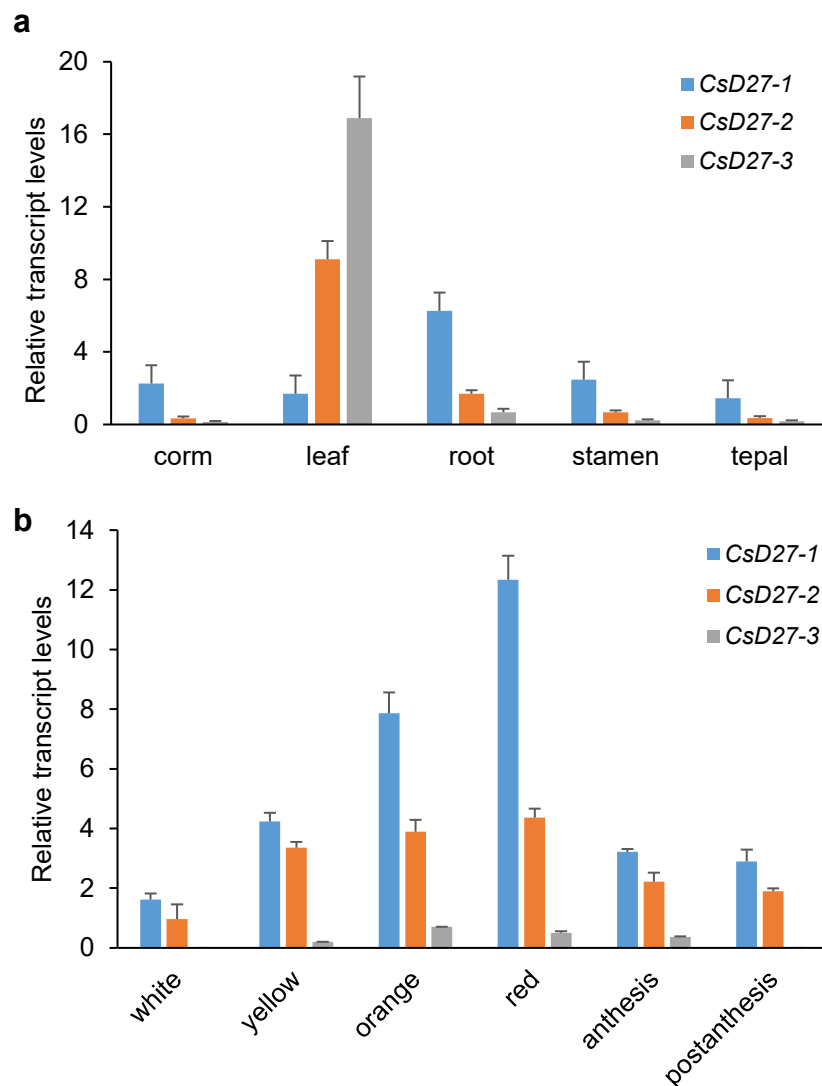 a
Relative transcript levels
20
16
12
8
4
0
CsD27-1
CsD27-2
CsD27-3
corm leaf root stamen tepal
b
Relative transcript levels
14
12
10
8
6
4
2
0
CsD27-1
CsD27-2
CsD27-3
white yellow orange red anthesis postanthesis